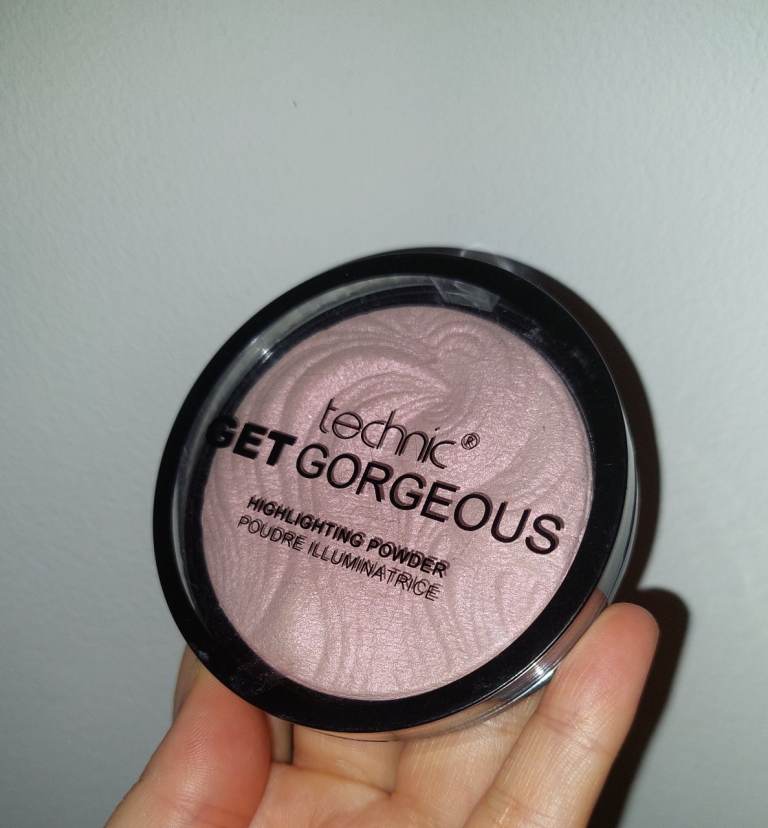 technic®
GET GORGEOUS
HIGHLIGHTING POWDER
POUDRE ILLUMINATRICE